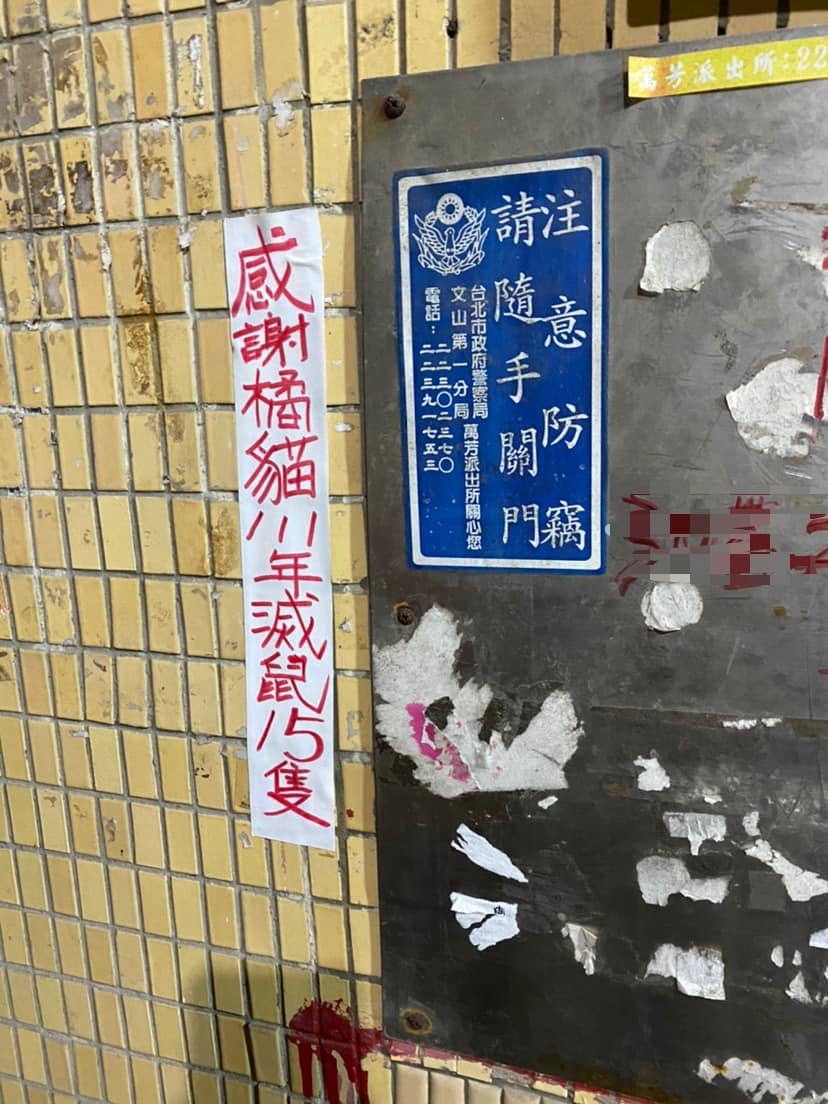 感謝橘貓111年滅鼠15隻
萬芳派出所:22
注意防竊
請隨手關門
台北市政府警察局 萬芳派出所關心您
文山第一分局
電話:二二三〇二三七〇
二二三九一七五三